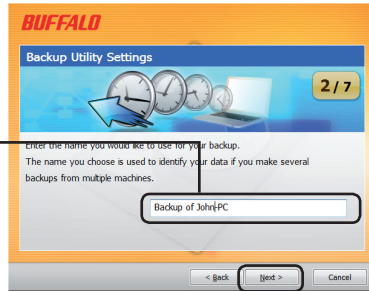 BUFFALO
Backup Utility Settings
2/7
Enter the name you would like to use for your backup.
The name you choose is used to identify your data if you make several
backups from multiple machines.
Backup of John-PC
< Back
Next >
Cancel